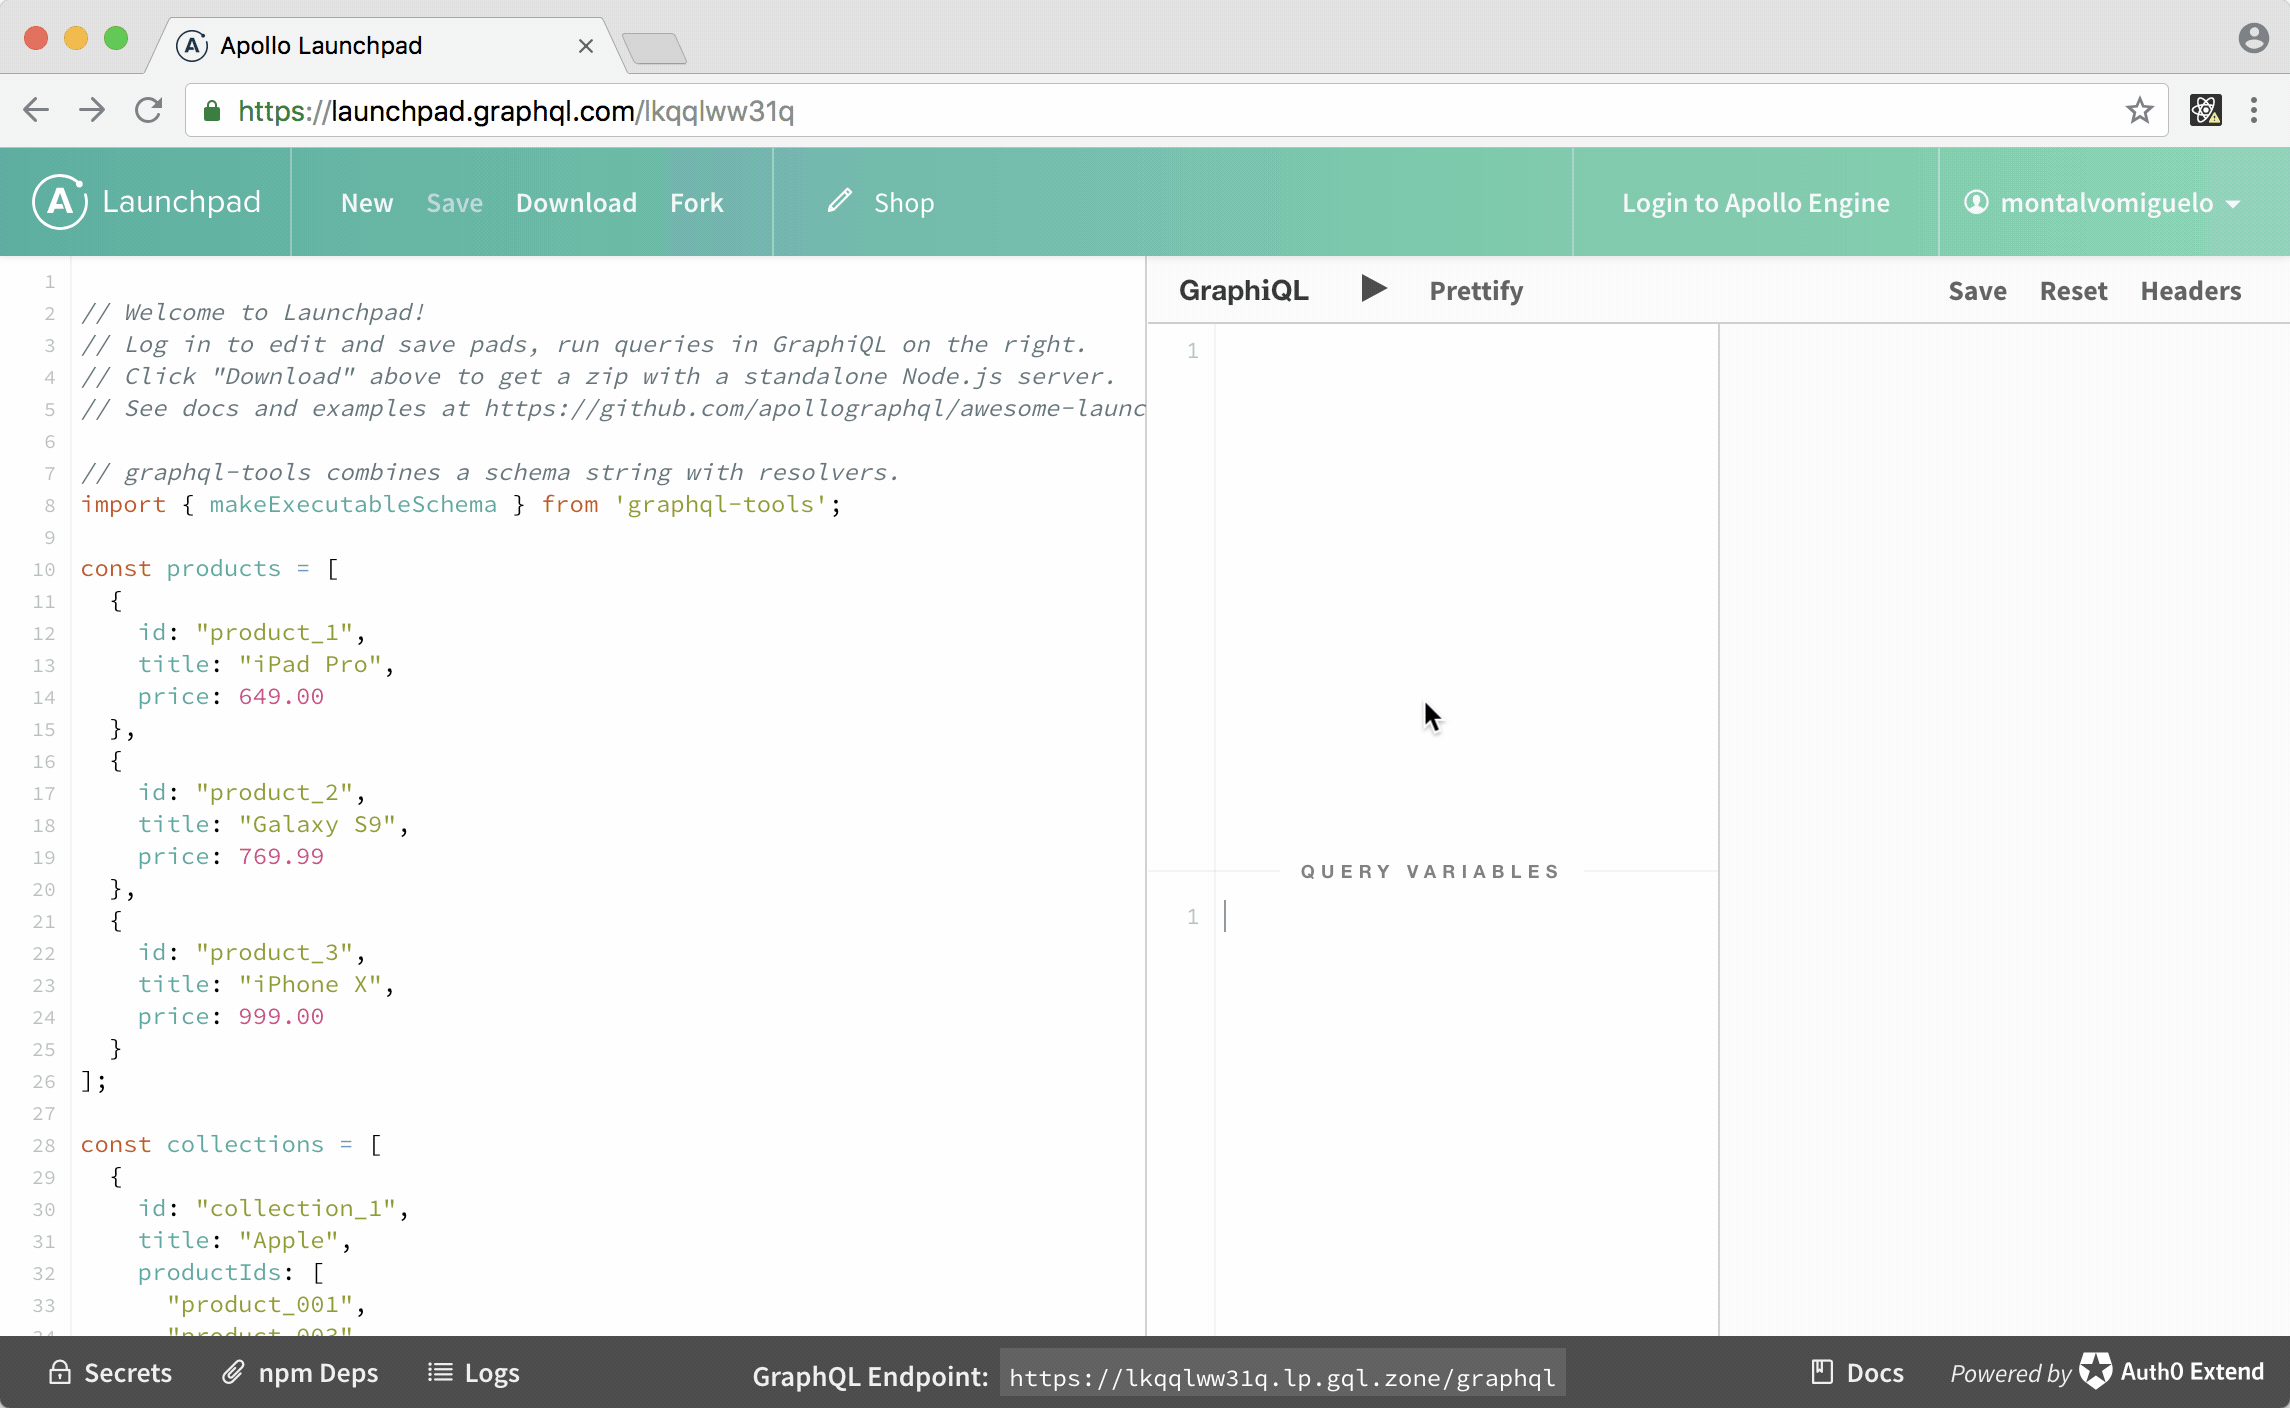 Apollo Launchpad
https://launchpad.graphql.com/lkqqlww31q
Launchpad New Save Download Fork Shop Login to Apollo Engine montalvomiguelo
1
2 // Welcome to Launchpad!
3 // Log in to edit and save pads, run queries in GraphiQL on the right.
4 // Click "Download" above to get a zip with a standalone Node.js server.
5 // See docs and examples at https://github.com/apollographql/awesome-launc
6
7 // graphql-tools combines a schema string with resolvers.
8 import { makeExecutableSchema } from 'graphql-tools';
9
10 const products = [
11 {
12 id: "product_1",
13 title: "iPad Pro",
14 price: 649.00
15 },
16 {
17 id: "product_2",
18 title: "Galaxy S9",
19 price: 769.99
20 },
21 {
22 id: "product_3",
23 title: "iPhone X",
24 price: 999.00
25 }
26 ];
27
28 const collections = [
29 {
30 id: "collection_1",
31 title: "Apple",
32 productIds: [
33 "product_001",
34 "product_003"
GraphiQL Prettify Save Reset Headers
1
QUERY VARIABLES
1
Secrets npm Deps Logs GraphQL Endpoint: https://lkqqlww31q.lp.gql.zone/graphql Docs Powered by Auth0 Extend